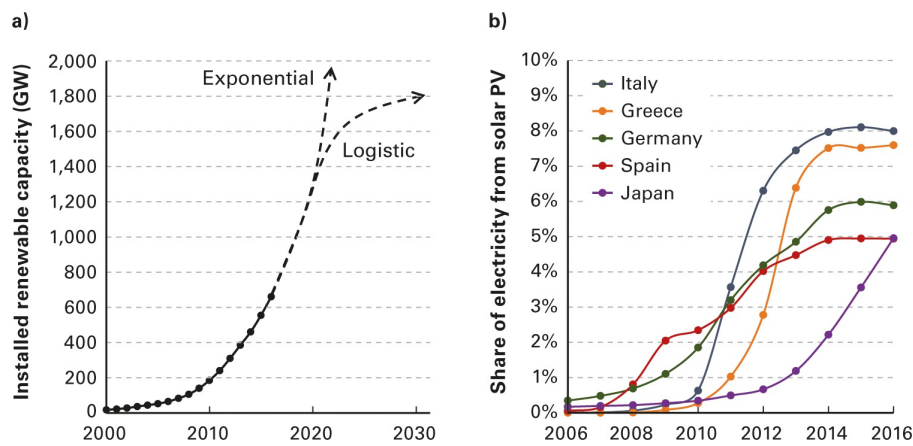 a)
Installed renewable capacity (GW)
2,000
1,800
1,600
1,400
1,200
1,000
800
600
400
200
0
Exponential
Logistic
2000
2010
2020
2030
b)
Share of electricity from solar PV
10%
9%
8%
7%
6%
5%
4%
3%
2%
1%
0%
Italy
Greece
Germany
Spain
Japan
2006
2008
2010
2012
2014
2016